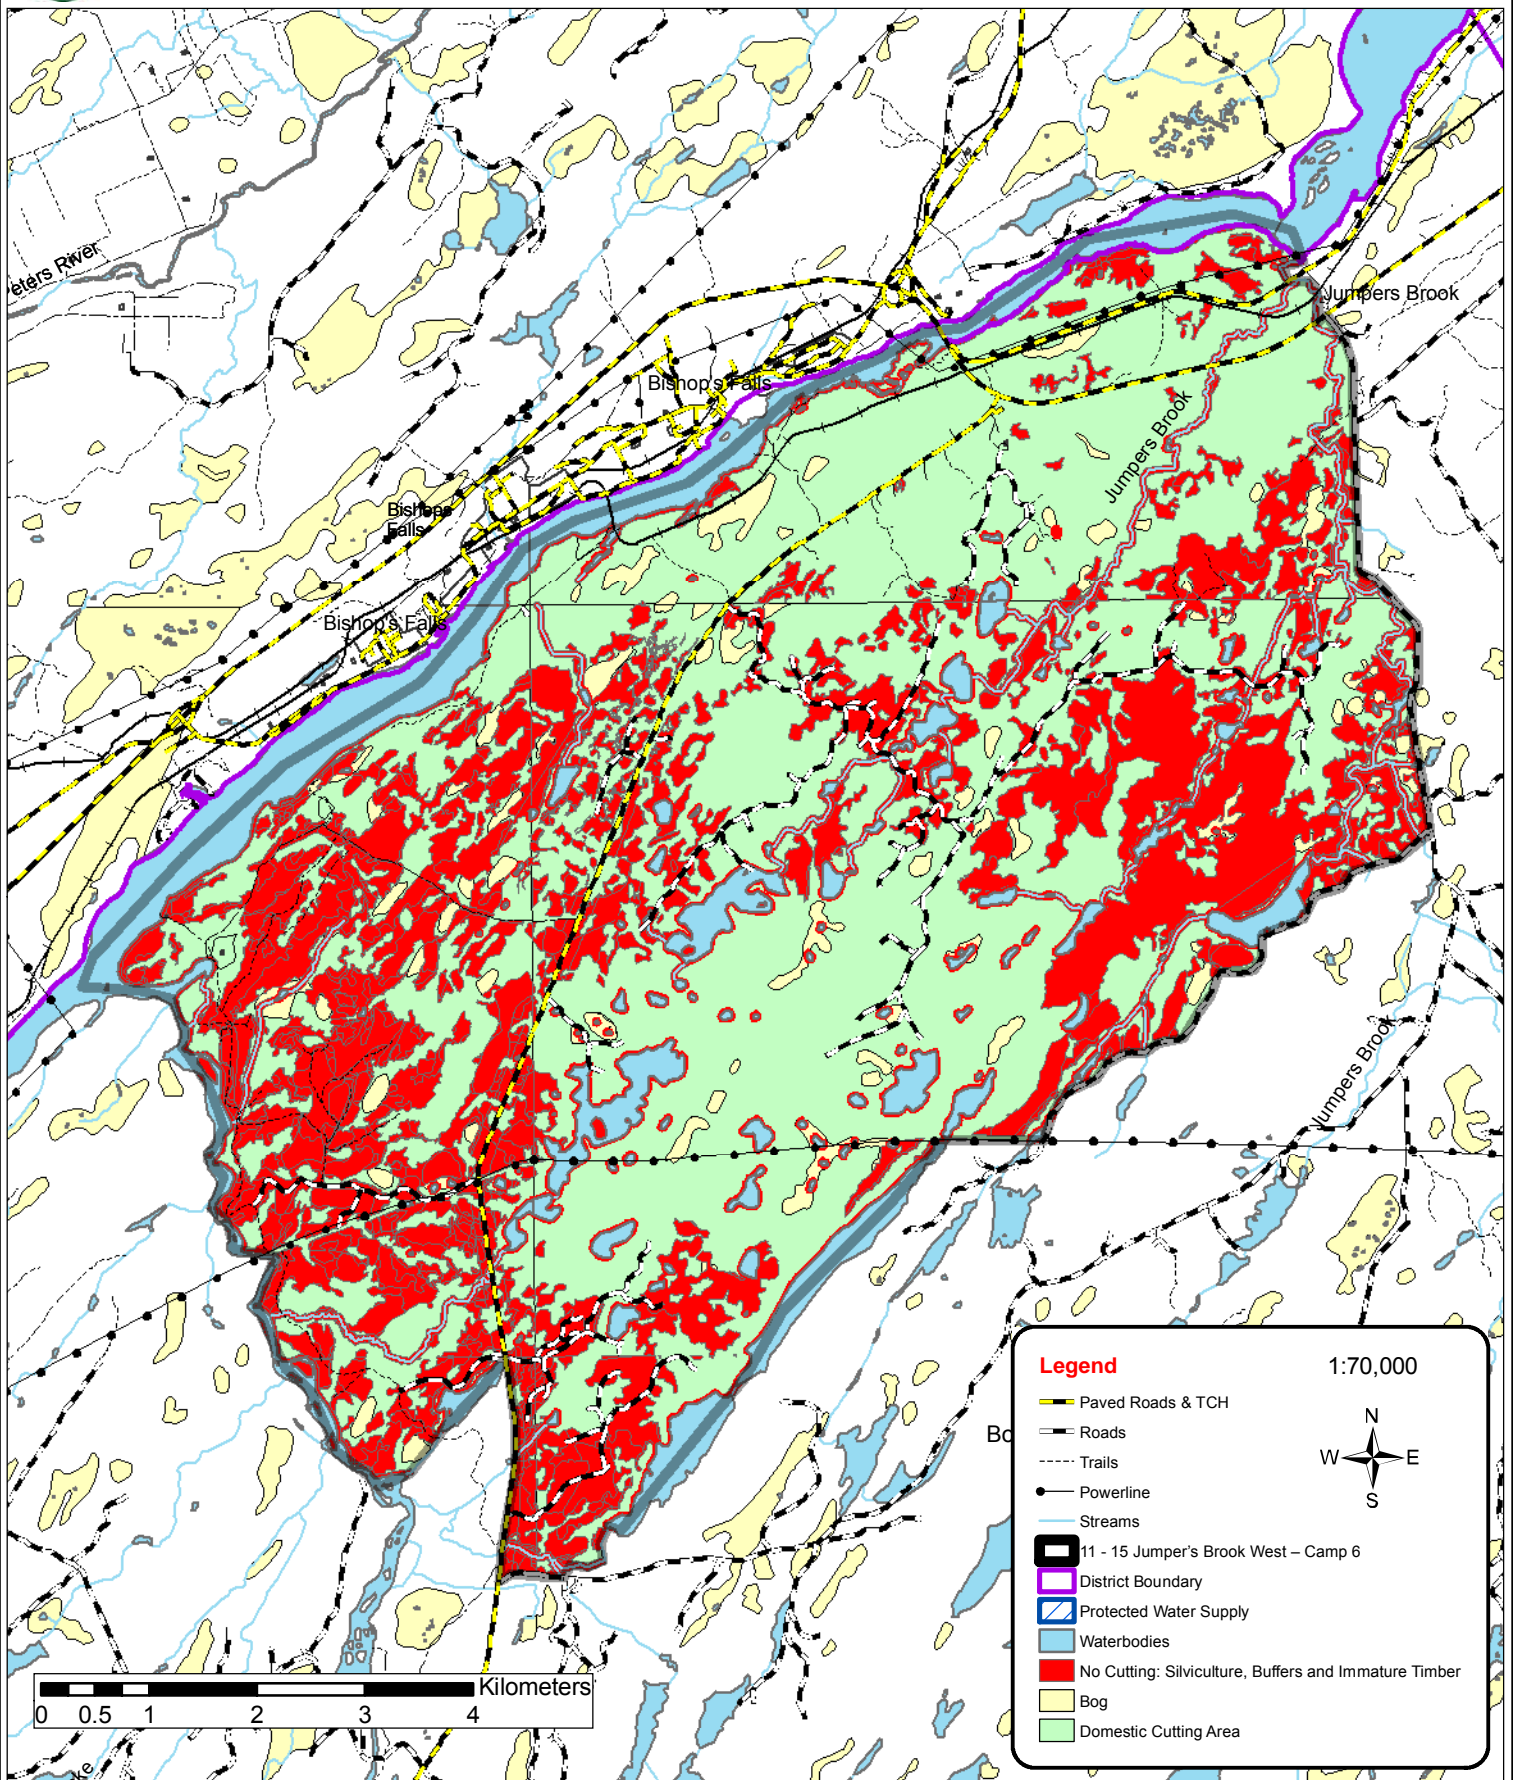 eters River
Jumpers Brook
Bishop's Falls
Jumpers Brook
Bishops
Falls
Bishop's Falls
Jumpers Brook
Bo
Legend
1:70,000
Paved Roads & TCH
Roads
Trails
Powerline
Streams
11 - 15 Jumper's Brook West – Camp 6
District Boundary
Protected Water Supply
Waterbodies
No Cutting: Silviculture, Buffers and Immature Timber
Bog
Domestic Cutting Area
N
W E
S
Kilometers
0 0.5 1 2 3 4
ke